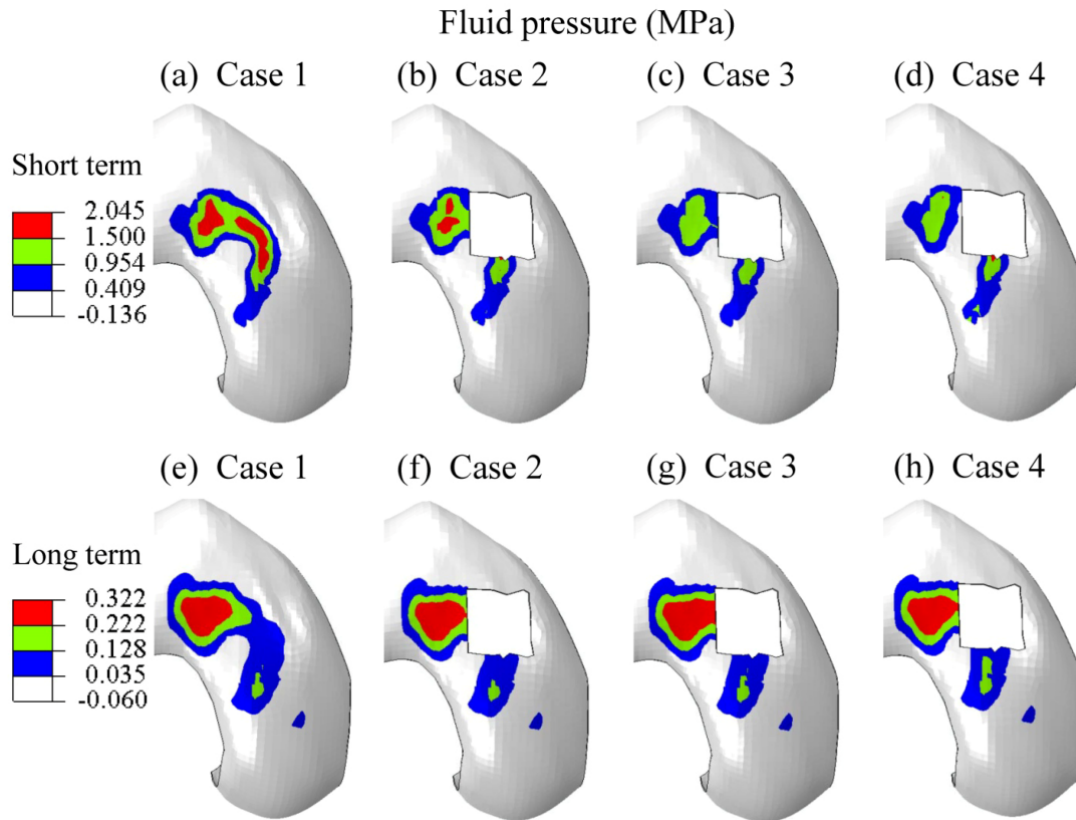 Fluid pressure (MPa)
(a) Case 1
(b) Case 2
(c) Case 3
(d) Case 4
Short term
2.045
1.500
0.954
0.409
-0.136
(e) Case 1
(f) Case 2
(g) Case 3
(h) Case 4
Long term
0.322
0.222
0.128
0.035
-0.060